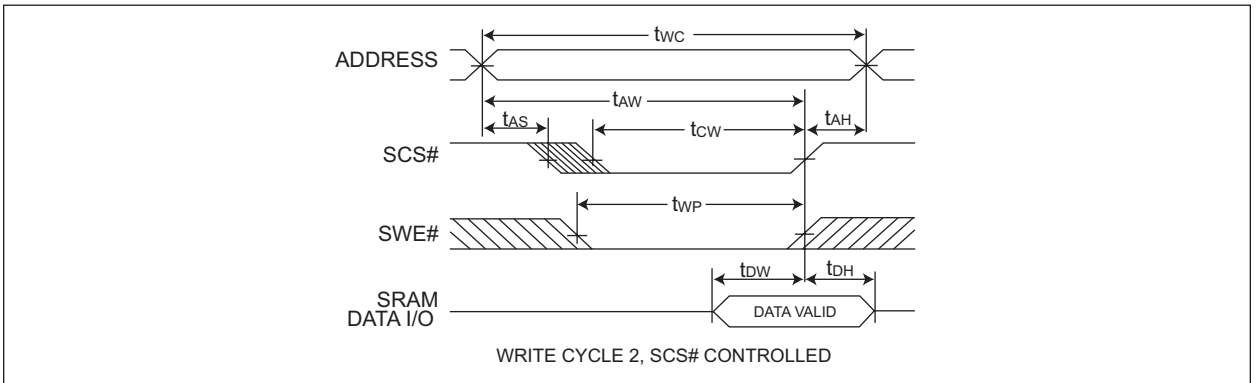 tWC
ADDRESS
tAW
tAS
tCW
tAH
SCS#
tWP
SWE#
tDW
tDH
SRAM
DATA I/O
DATA VALID
WRITE CYCLE 2, SCS# CONTROLLED